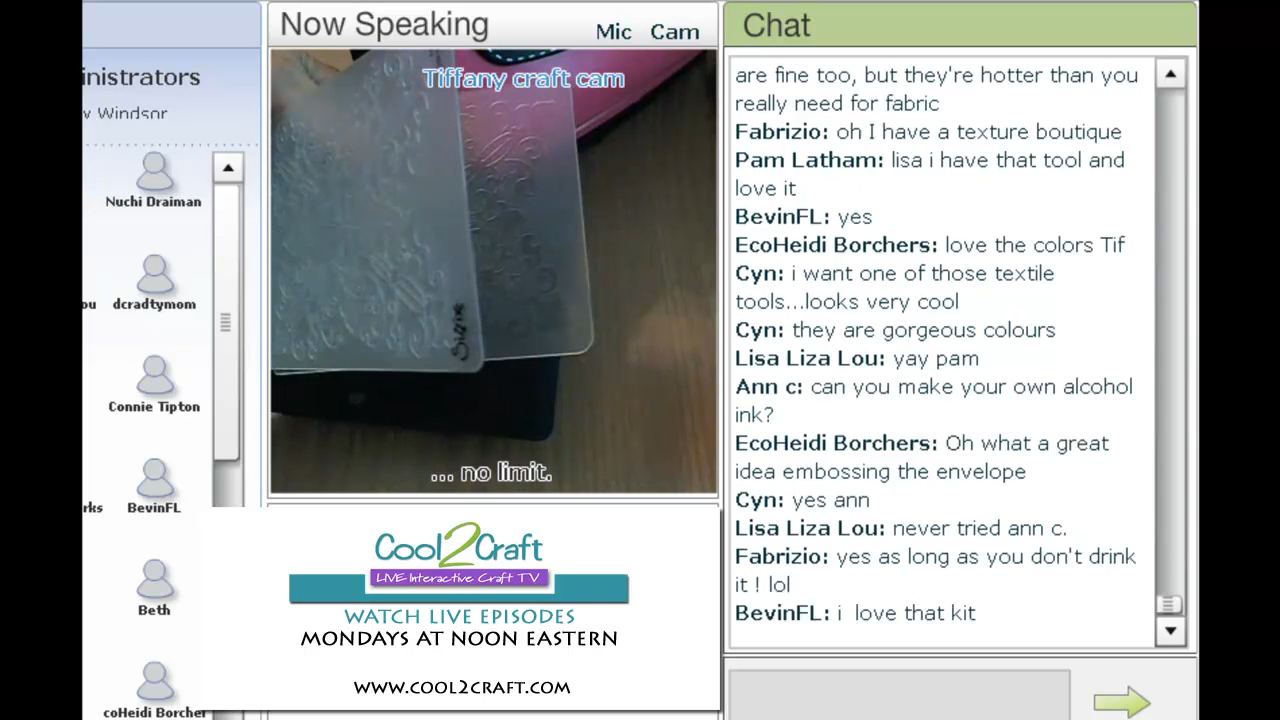 inistrators
w Windsor
Nuchi Draiman
ou
dcradtymom
Connie Tipton
rks
BevinFL
Beth
coHeidi Borcher
Now Speaking
Mic Cam
Tiffany craft cam
Sizzix
... no limit.
Cool2Craft
LIVE Interactive Craft TV
WATCH LIVE EPISODES
MONDAYS AT NOON EASTERN
WWW.COOL2CRAFT.COM
Chat
are fine too, but they're hotter than you
really need for fabric
Fabrizio: oh I have a texture boutique
Pam Latham: lisa i have that tool and
love it
BevinFL: yes
EcoHeidi Borchers: love the colors Tif
Cyn: i want one of those textile
tools...looks very cool
Cyn: they are gorgeous colours
Lisa Liza Lou: yay pam
Ann c: can you make your own alcohol
ink?
EcoHeidi Borchers: Oh what a great
idea embossing the envelope
Cyn: yes ann
Lisa Liza Lou: never tried ann c.
Fabrizio: yes as long as you don't drink
it ! lol
BevinFL: i love that kit